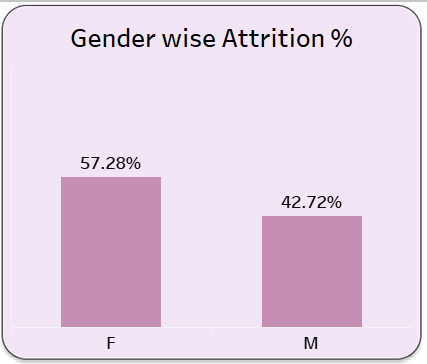 Gender wise Attrition %
57.28%
42.72%
F M